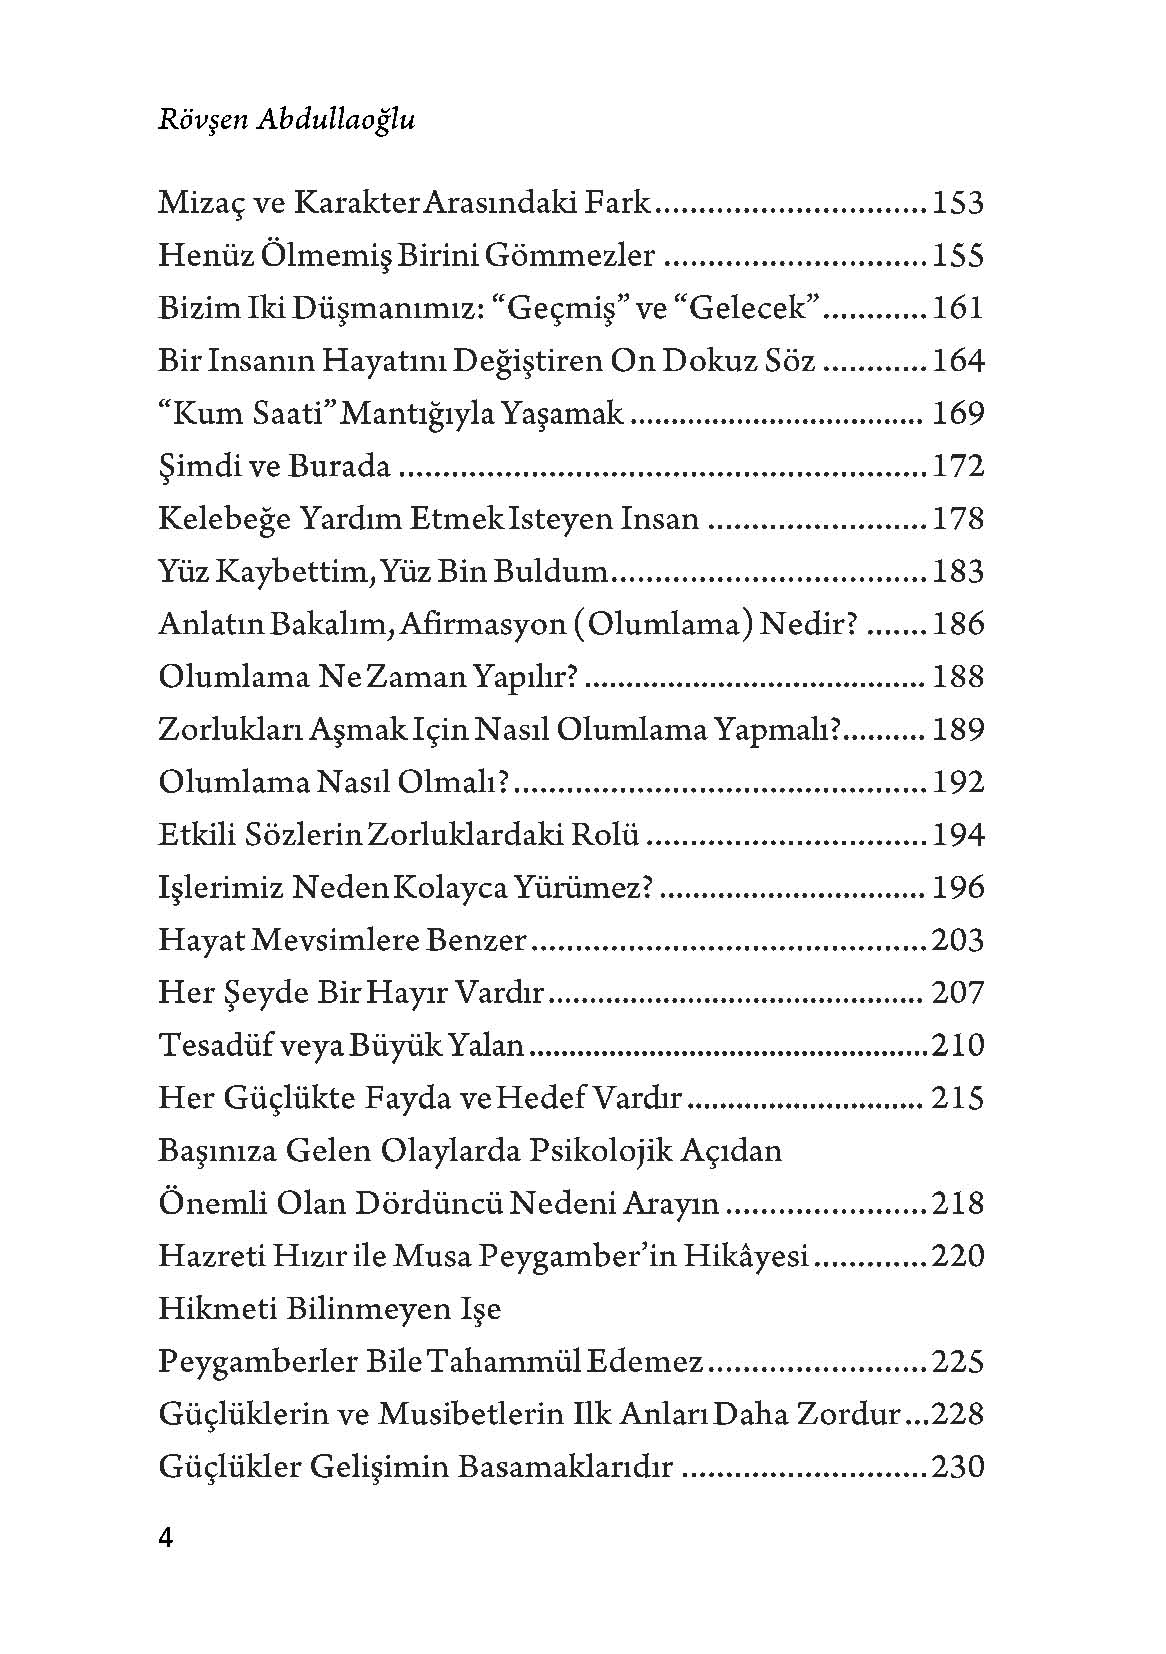 Rövşen Abdullaoğlu
Mizaç ve Karakter Arasındaki Fark............................... 153
Henüz Ölmemiş Birini Gömmezler .............................. 155
Bizim Iki Düşmanımız: “Geçmiş” ve “Gelecek”............ 161
Bir Insanın Hayatını Değiştiren On Dokuz Söz ............ 164
“Kum Saati” Mantığıyla Yaşamak ................................... 169
Şimdi ve Burada ............................................................ 172
Kelebeğe Yardım Etmek Isteyen Insan ......................... 178
Yüz Kaybettim, Yüz Bin Buldum.................................... 183
Anlatın Bakalım, Afirmasyon (Olumlama) Nedir? ....... 186
Olumlama Ne Zaman Yapılır? ......................................... 188
Zorlukları Aşmak Için Nasıl Olumlama Yapmalı?.......... 189
Olumlama Nasıl Olmalı? ............................................... 192
Etkili Sözlerin Zorluklardaki Rolü ................................ 194
Işlerimiz Neden Kolayca Yürümez? ................................ 196
Hayat Mevsimlere Benzer ............................................. 203
Her Şeyde Bir Hayır Vardır ............................................. 207
Tesadüf veya Büyük Yalan .................................................. 210
Her Güçlükte Fayda ve Hedef Vardır ............................. 215
Başınıza Gelen Olaylarda Psikolojik Açıdan
Önemli Olan Dördüncü Nedeni Arayın ....................... 218
Hazreti Hızır ile Musa Peygamber’in Hikâyesi ............. 220
Hikmeti Bilinmeyen Işe
Peygamberler Bile Tahammül Edemez ......................... 225
Güçlüklerin ve Musibetlerin Ilk Anları Daha Zordur ... 228
Güçlükler Gelişimin Basamaklarıdır ............................ 230
4